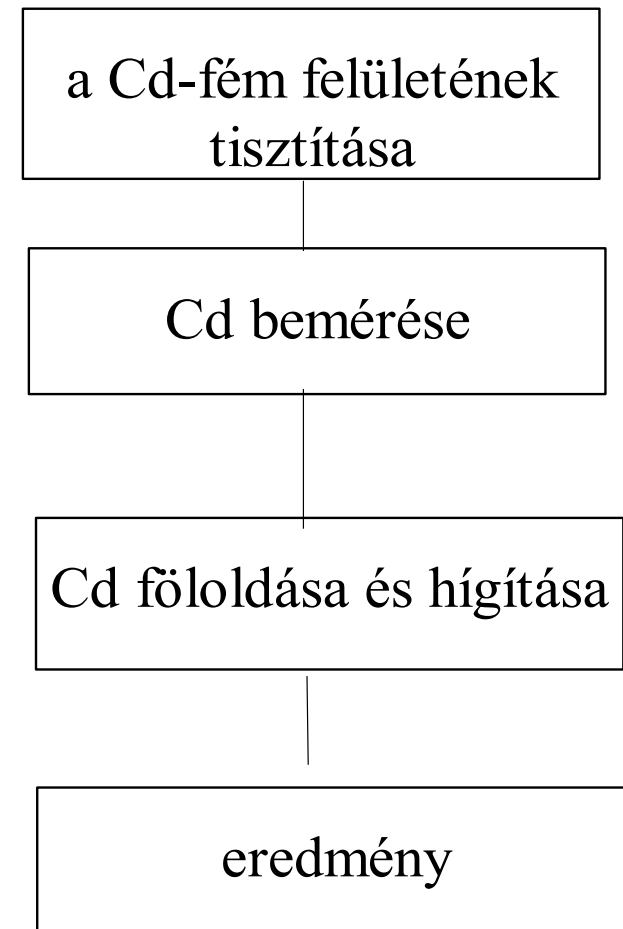 a Cd-fém felületének
tisztítása
Cd bemérése
Cd föloldása és hígítása
eredmény